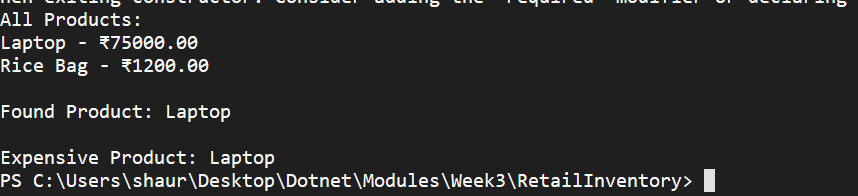 when exiting constructor. Consider adding the 'required' modifier or declaring
All Products:
Laptop - ₹75000.00
Rice Bag - ₹1200.00
Found Product: Laptop
Expensive Product: Laptop
PS C:\Users\shaur\Desktop\Dotnet\Modules\Week3\RetailInventory>